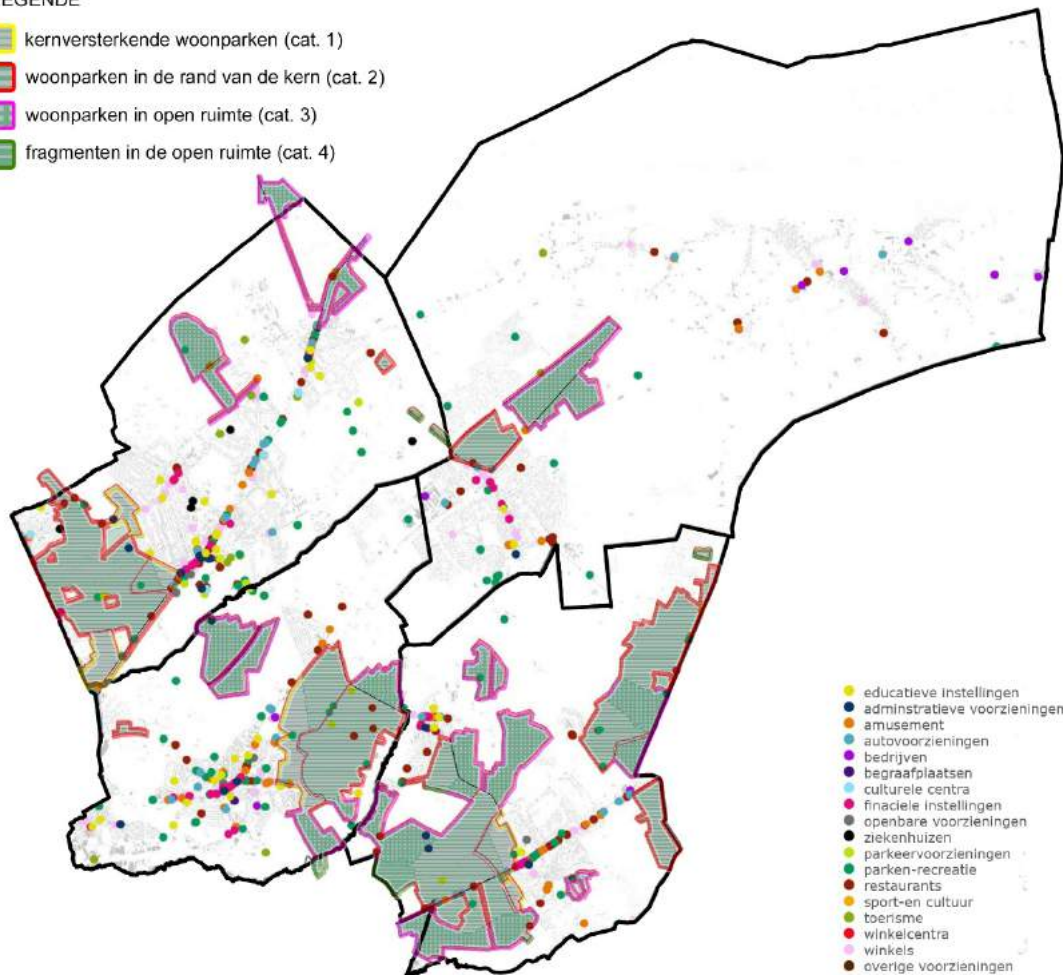 LEGENDE
kernversterkende woonparken (cat. 1)
woonparken in de rand van de kern (cat. 2)
woonparken in open ruimte (cat. 3)
fragmenten in de open ruimte (cat. 4)
educatieve instellingen
adminstratieve voorzieningen
amusement
autovoorzieningen
bedrijven
begraafplaatsen
culturele centra
finaciele instellingen
openbare voorzieningen
ziekenhuizen
parkeervoorzieningen
parken-recreatie
restaurants
sport-en cultuur
toerisme
winkelcentra
winkels
overige voorzieningen